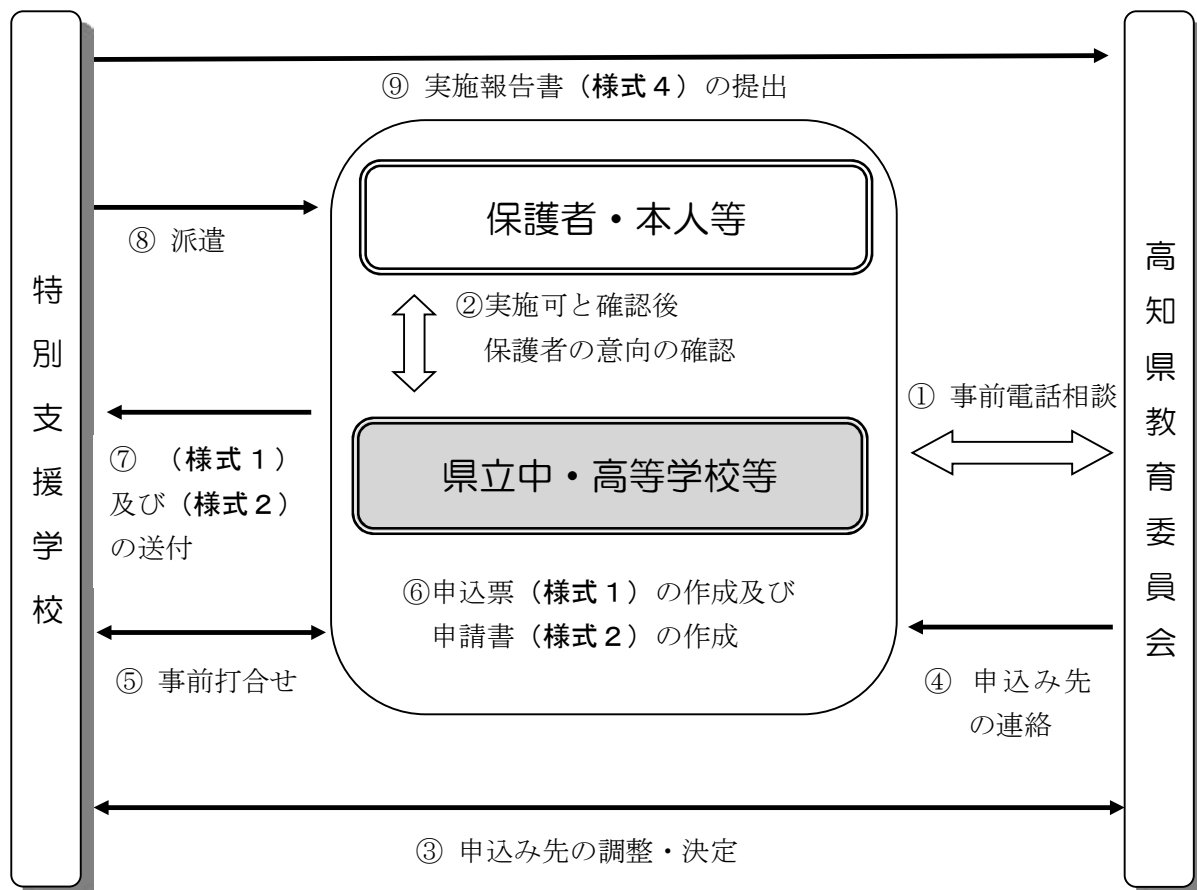 特別支援学校
⑨ 実施報告書（様式４）の提出
⑧ 派遣
保護者・本人等
②実施可と確認後
保護者の意向の確認
県立中・高等学校等
⑦ （様式１）
及び（様式２）
の送付
⑥申込票（様式１）の作成及び
申請書（様式２）の作成
⑤ 事前打合せ
① 事前電話相談
④ 申込み先
の連絡
③ 申込み先の調整・決定
高知県教育委員会